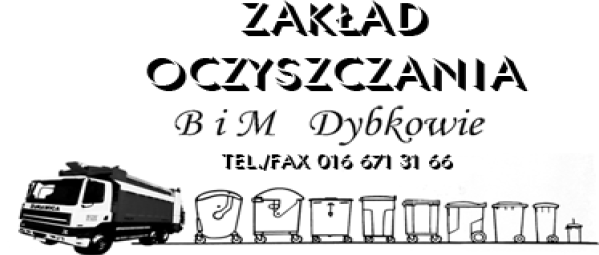 ZAKŁAD
OCZYSZCZANIA
B i M Dybkowie
TEL./FAX 016 671 31 66